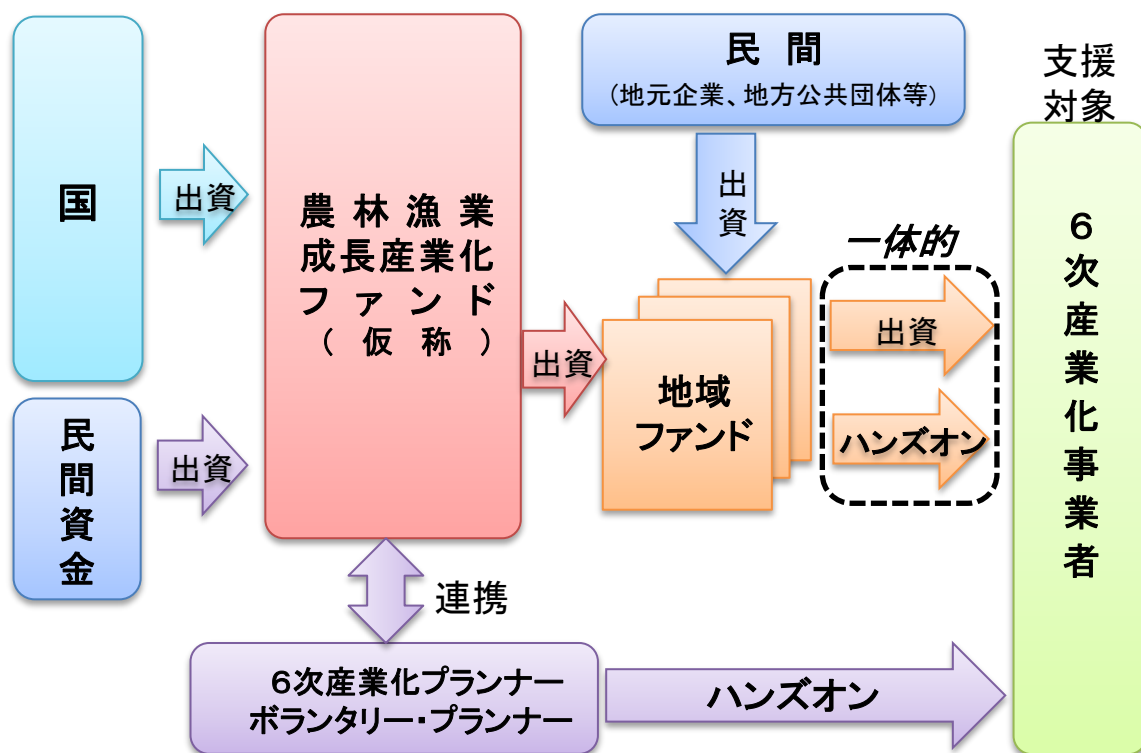 国
出資
民間資金
出資
農林漁業
成長産業化
ファンド
（仮称）
民間
（地元企業、地方公共団体等）
出資
出資
地域
ファンド
一体的
出資
ハンズオン
支援
対象
６次産業化事業者
連携
６次産業化プランナー
ボランタリー・プランナー
ハンズオン